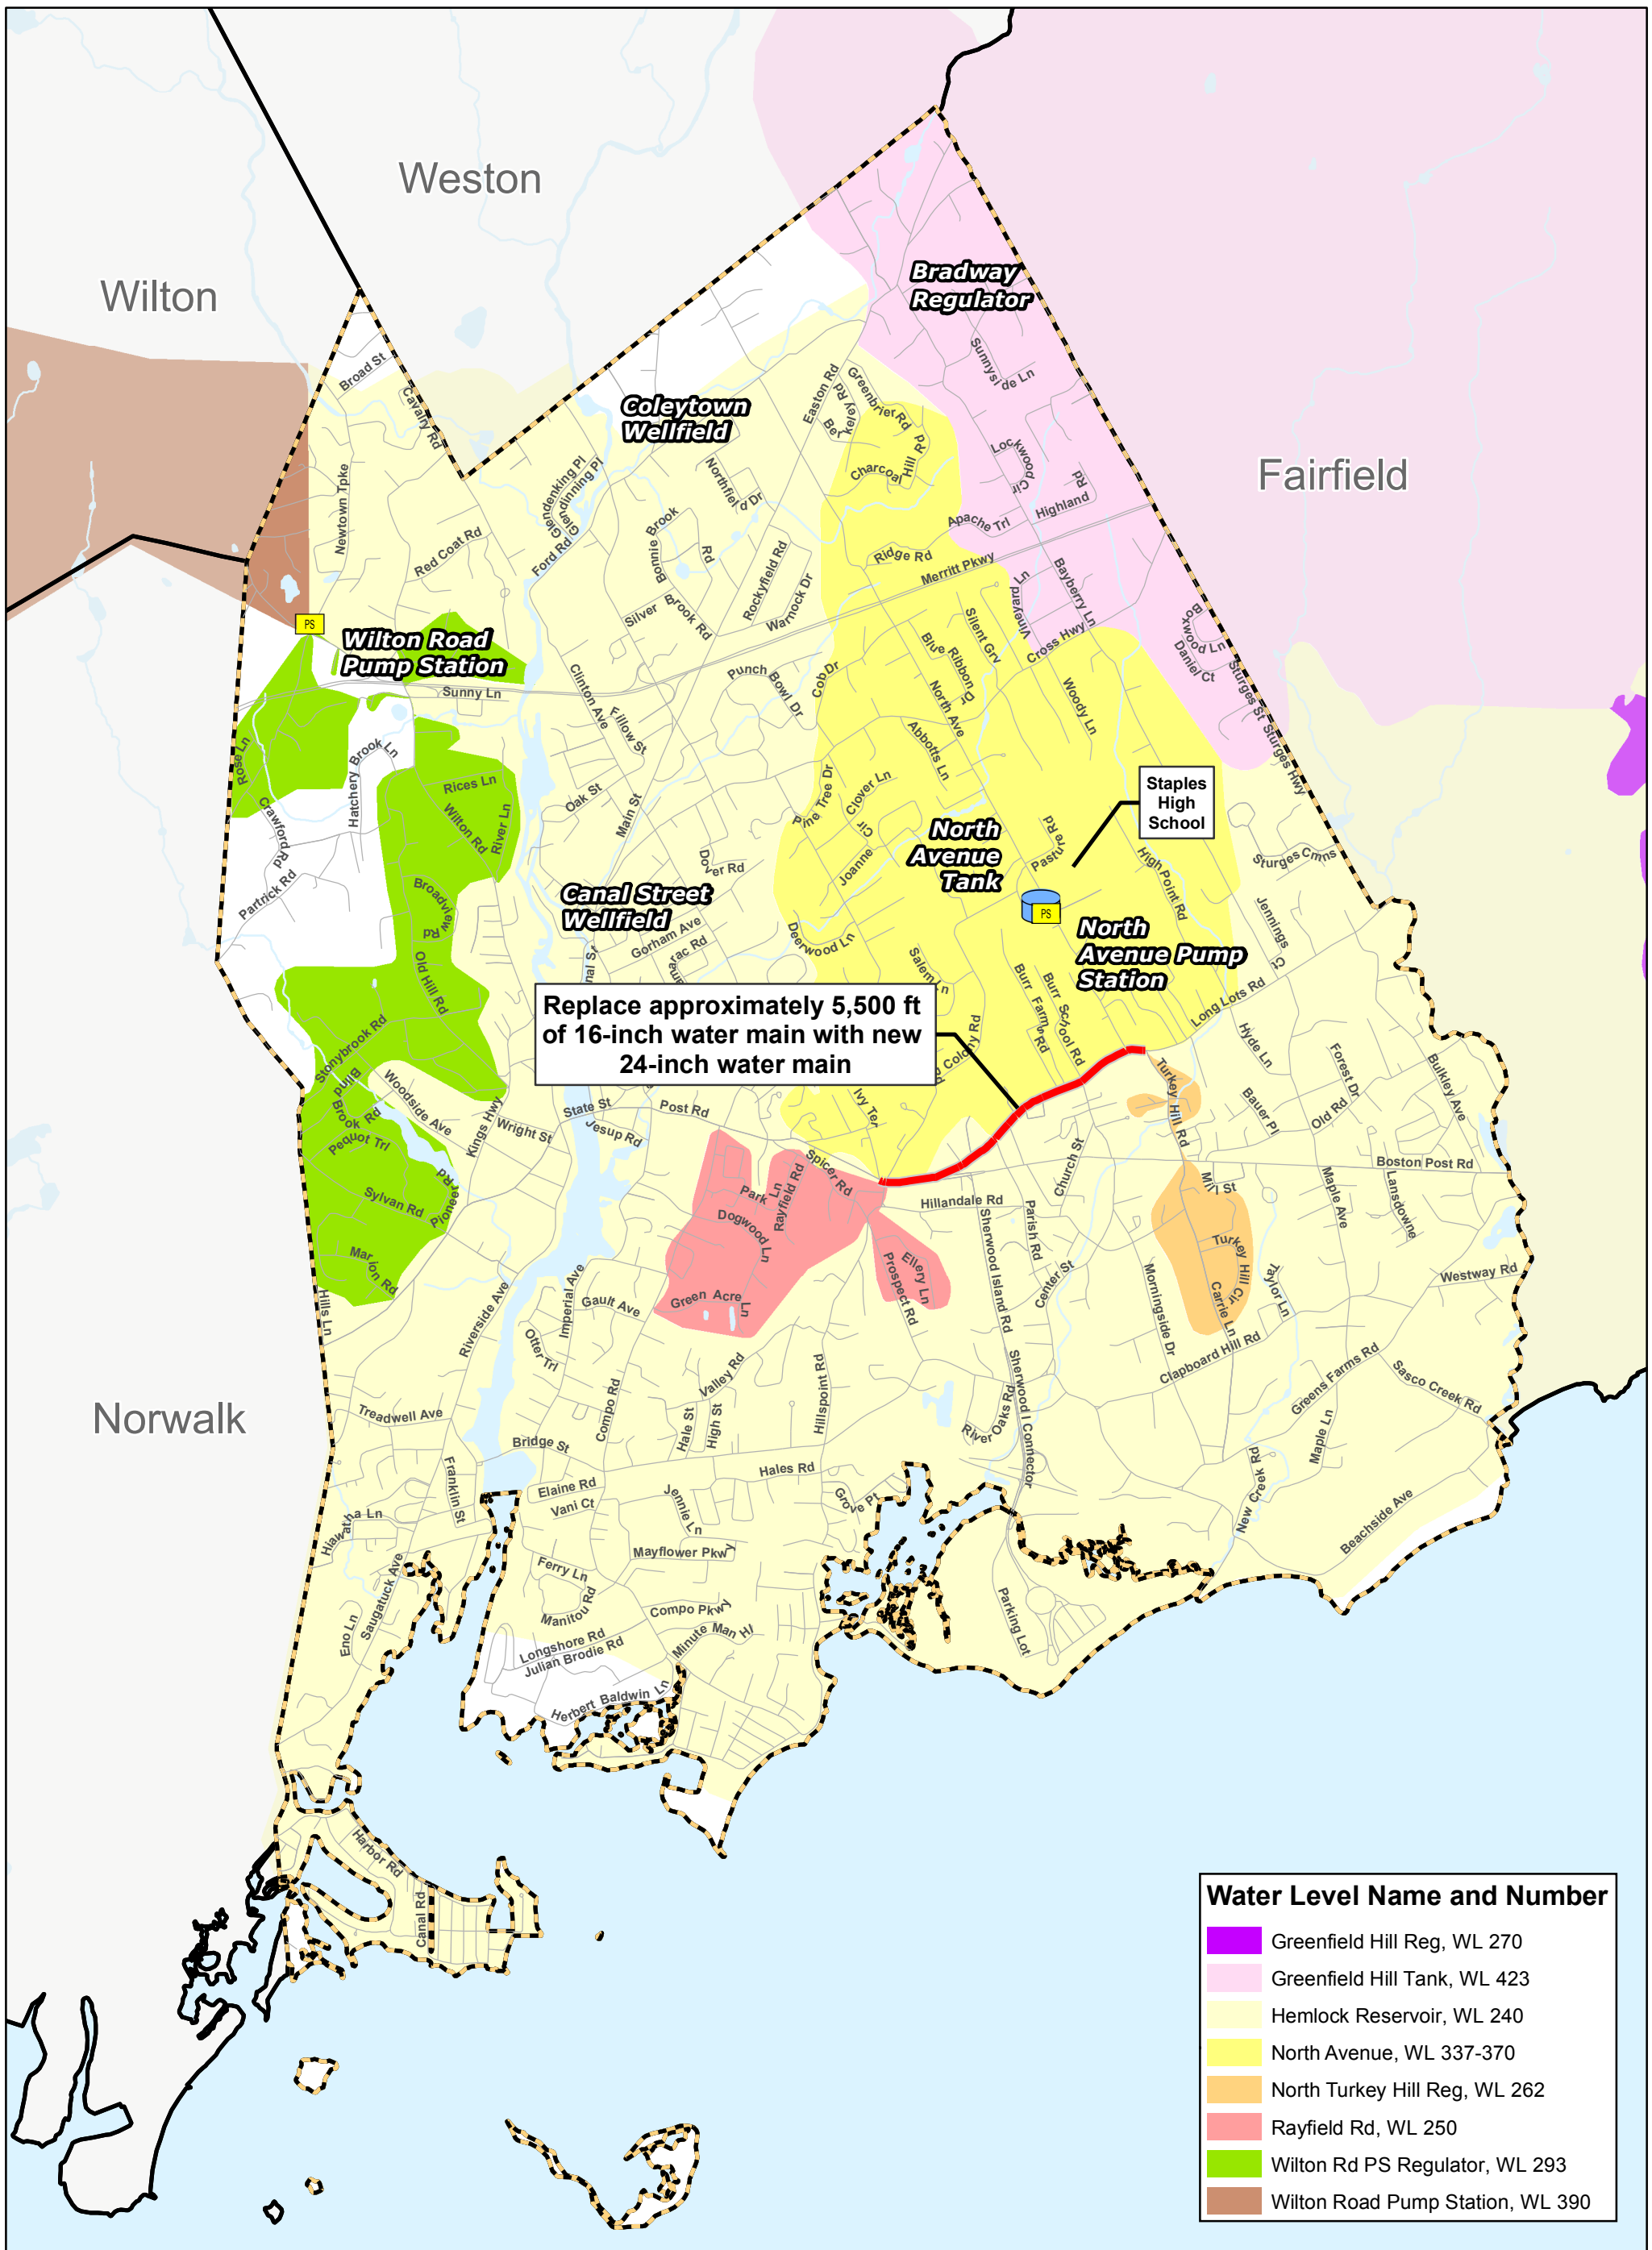 Weston
Wilton
Fairfield
Norwalk
Bradway
Regulator
Coleytown
Wellfield
Wilton Road
Pump Station
Canal Street
Wellfield
North
Avenue
Tank
North
Avenue Pump
Station
Staples
High
School
Replace approximately 5,500 ft
of 16-inch water main with new
24-inch water main
PS
PS
Broad St
Cavalry Rd
Newtown Tpke
Red Coat Rd
Glendenking Pl
Glendinning Pl
Ford Rd
Northfield Dr
Bonnie Brook Rd
Silver Brook Rd
Rockyfield Rd
Warnock Dr
Easton Rd
Berkeley Rd
Greenbrier Rd
Charcoal Hill Rd
Sunnyside Ln
Lockwood Cir
Highland Rd
Apache Trl
Ridge Rd
Merritt Pkwy
Vineyard Ln
Bayberry Ln
Cross Hwy
Boxwood Ln
Daniel Ct
Sturges St
Sturges Hwy
Silent Grv
Blue Ribbon Dr
North Ave
Woody Ln
Abbotts Ln
Cob Dr
Punch Bowl Dr
Clinton Ave
Fillow St
Sunny Ln
Rose Ln
Hatchery Brook Ln
Rices Ln
Wilton Rd
River Ln
Oak St
Main St
Pine Tree Dr
Clover Ln
Joanne Cir
Dover Rd
Pasture Rd
High Point Rd
Sturges Cmns
Crawford Rd
Partrick Rd
Broadview Rd
Old Hill Rd
Gorham Ave
Deerwood Ln
Salem Ln
Burr Farms Rd
Burr School Rd
Jennings Ct
Long Lots Rd
Colony Rd
Hyde Ln
Forest Dr
Bulkley Ave
Stonybrook Rd
Blind Brook Rd
Woodside Ave
Pequot Trl
Kings Hwy
Wright St
State St
Jesup Rd
Post Rd
Ivy Ter
Turkey Hill Rd
Bauer Pl
Old Rd
Boston Post Rd
Sylvan Rd
Pioneer Rd
Marion Rd
Spicer Rd
Park Ln
Rayfield Rd
Dogwood Ln
Green Acre Ln
Hillandale Rd
Church St
Mill St
Maple Ave
Lansdowne
Ellery Ln
Prospect Rd
Sherwood Island Rd
Parish Rd
Center St
Turkey Hill Cir
Carrie Ln
Taylor Ln
Westway Rd
Morningside Dr
Clapboard Hill Rd
Hills Ln
Riverside Ave
Imperial Ave
Gault Ave
Otter Trl
Compo Rd
Valley Rd
Hale St
High St
Hillspoint Rd
Sherwood I Connector
River Oaks Rd
Greens Farms Rd
Sasco Creek Rd
Maple Ln
New Creek Rd
Beachside Ave
Treadwell Ave
Franklin St
Bridge St
Elaine Rd
Vani Ct
Hales Rd
Jennie Ln
Grove Pt
Hiawatha Ln
Saugatuck Ave
Eno Ln
Mayflower Pkwy
Ferry Ln
Manitou Rd
Compo Pkwy
Minute Man Hl
Longshore Rd
Julian Brodie Rd
Herbert Baldwin Ln
Parking Lot
Harbor Rd
Canal Rd
Water Level Name and Number
Greenfield Hill Reg, WL 270
Greenfield Hill Tank, WL 423
Hemlock Reservoir, WL 240
North Avenue, WL 337-370
North Turkey Hill Reg, WL 262
Rayfield Rd, WL 250
Wilton Rd PS Regulator, WL 293
Wilton Road Pump Station, WL 390